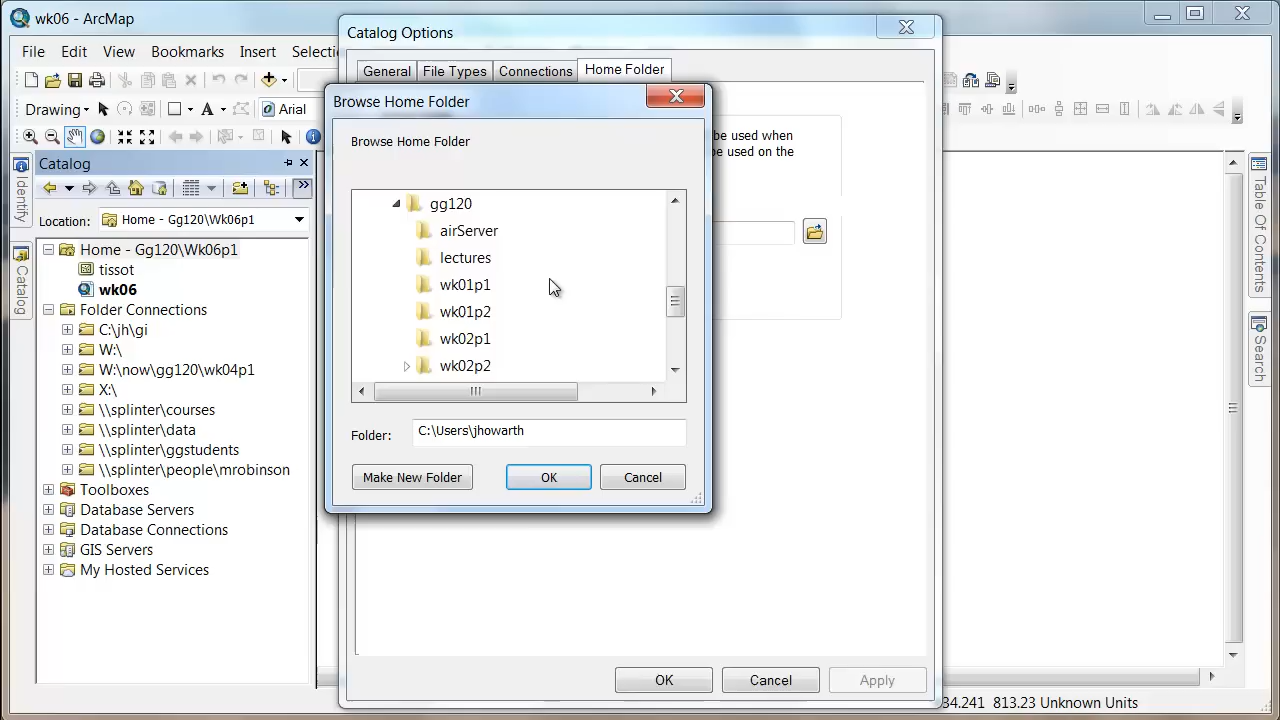 wk06 - ArcMap
File Edit View Bookmarks Insert Selecti
Drawing
A
Arial
Catalog
Location: Home - Gg120\Wk06p1
Home - Gg120\Wk06p1
tissot
wk06
Folder Connections
C:\jh\gi
W:\
W:\now\gg120\wk04p1
X:\
\\splinter\courses
\\splinter\data
\\splinter\ggstudents
\\splinter\people\mrobinson
Toolboxes
Database Servers
Database Connections
GIS Servers
My Hosted Services
Identify
Catalog
Catalog Options
General File Types Connections Home Folder
be used when
be used on the
Browse Home Folder
Browse Home Folder
gg120
airServer
lectures
wk01p1
wk01p2
wk02p1
wk02p2
Folder: C:\Users\jhowarth
Make New Folder OK Cancel
OK Cancel Apply
Table Of Contents
Search
34.241 813.23 Unknown Units